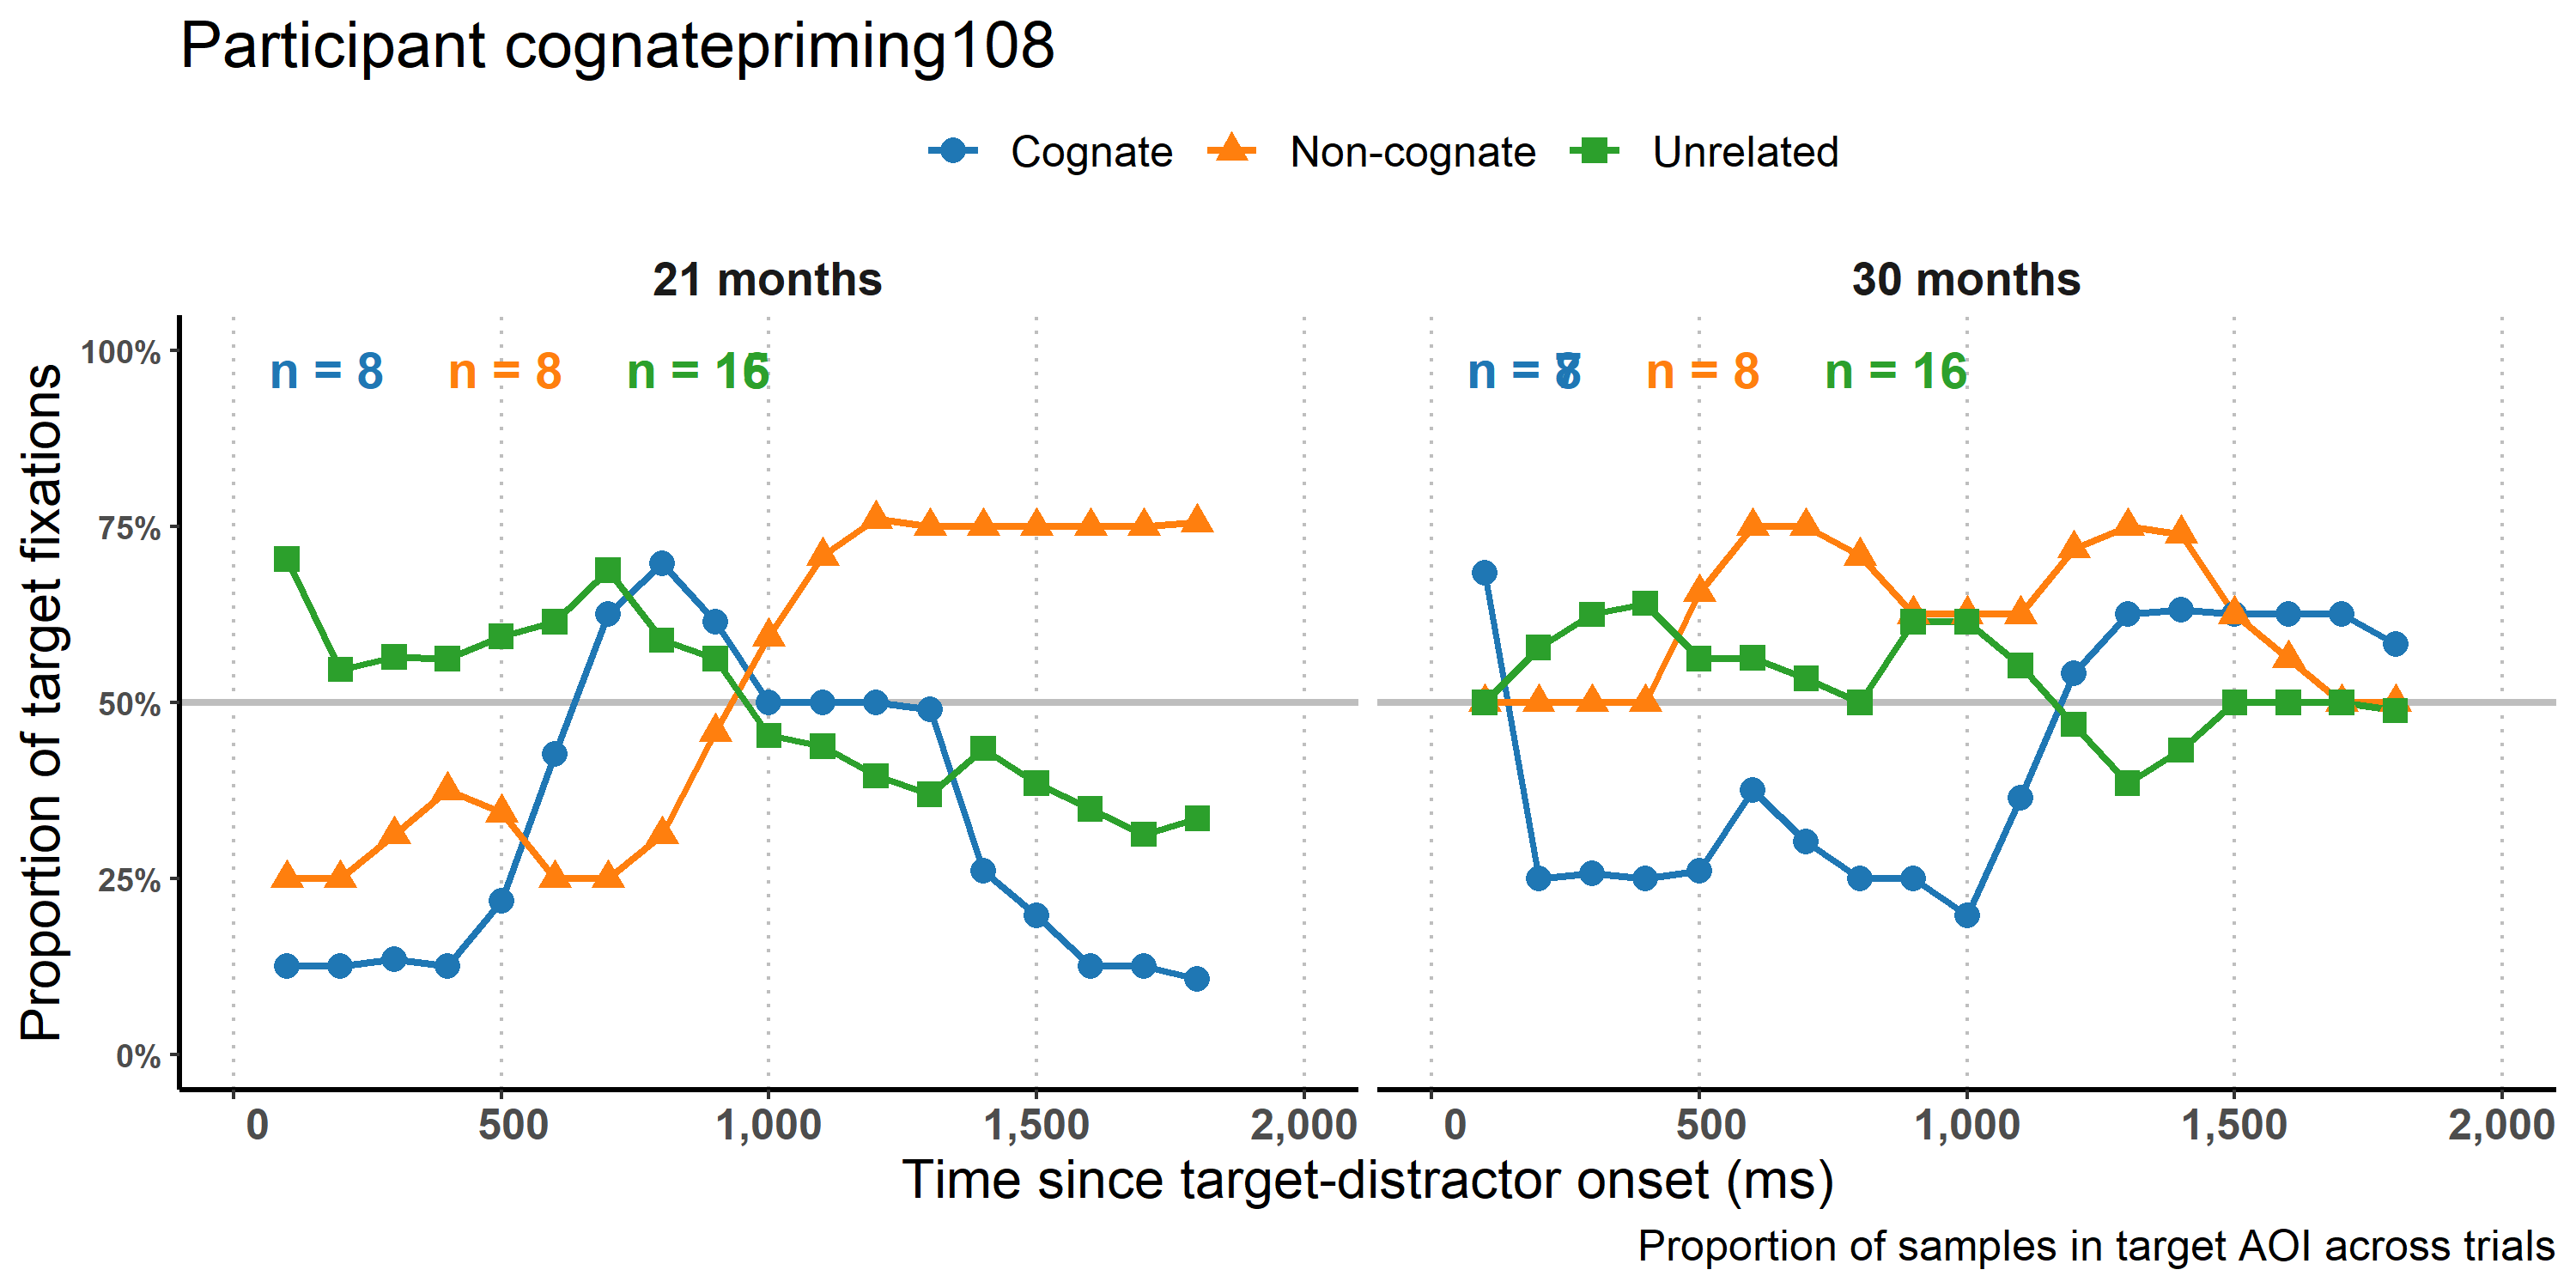 Participant cognatepriming108
Cognate Non-cognate Unrelated
21 months 30 months
Proportion of target fixations
100%
75%
50%
25%
0%
n = 8 n = 8 n =
n = n = 8 n = 16
0 500 1,000 1,500 2,000 0 500 1,000 1,500 2,000
Time since target-distractor onset (ms)
Proportion of samples in target AOI across trials